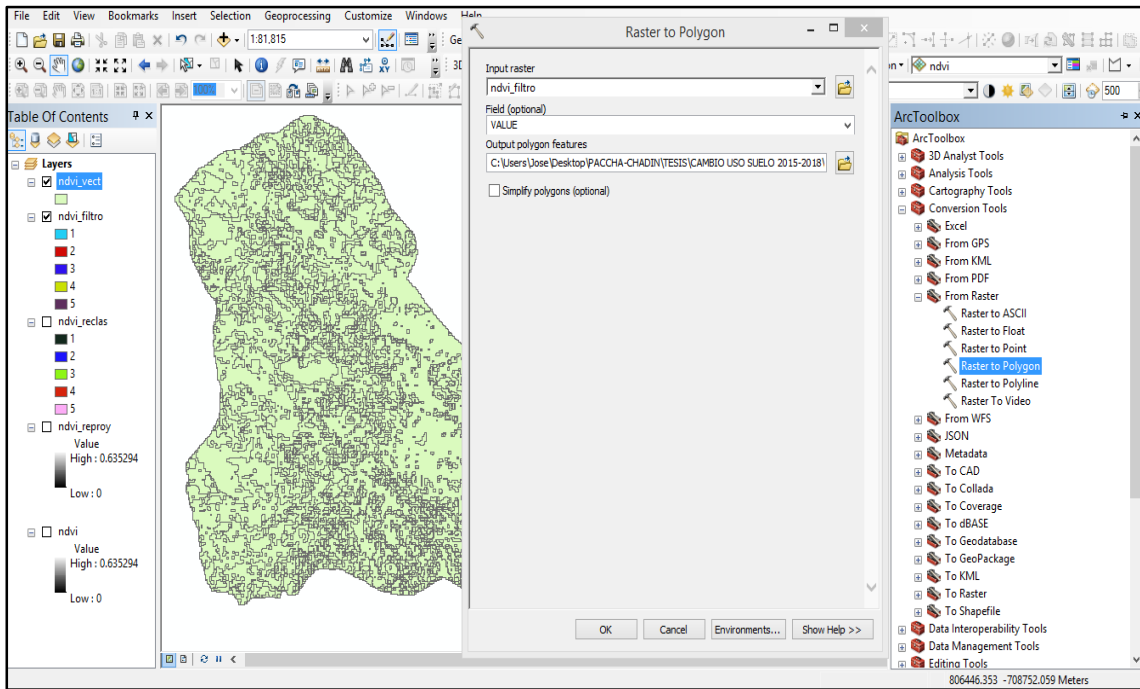 File Edit View Bookmarks Insert Selection Geoprocessing Customize Windows Help
1:81,815
100%
ndvi
500
Table Of Contents
Layers
ndvi_vect
ndvi_filtro
1
2
3
4
5
ndvi_reclas
1
2
3
4
5
ndvi_reproy
Value
High : 0.635294
Low : 0
ndvi
Value
High : 0.635294
Low : 0
Raster to Polygon
Input raster
ndvi_filtro
Field (optional)
VALUE
Output polygon features
C:\Users\Jose\Desktop\PACCHA-CHADIN\TESIS\CAMBIO USO SUELO 2015-2018\
Simplify polygons (optional)
OK Cancel Environments... Show Help >>
ArcToolbox
ArcToolbox
3D Analyst Tools
Analysis Tools
Cartography Tools
Conversion Tools
Excel
From GPS
From KML
From PDF
From Raster
Raster to ASCII
Raster to Float
Raster to Point
Raster to Polygon
Raster to Polyline
Raster To Video
From WFS
JSON
Metadata
To CAD
To Collada
To Coverage
To dBASE
To Geodatabase
To GeoPackage
To KML
To Raster
To Shapefile
Data Interoperability Tools
Data Management Tools
Editing Tools
806446.353 -708752.059 Meters